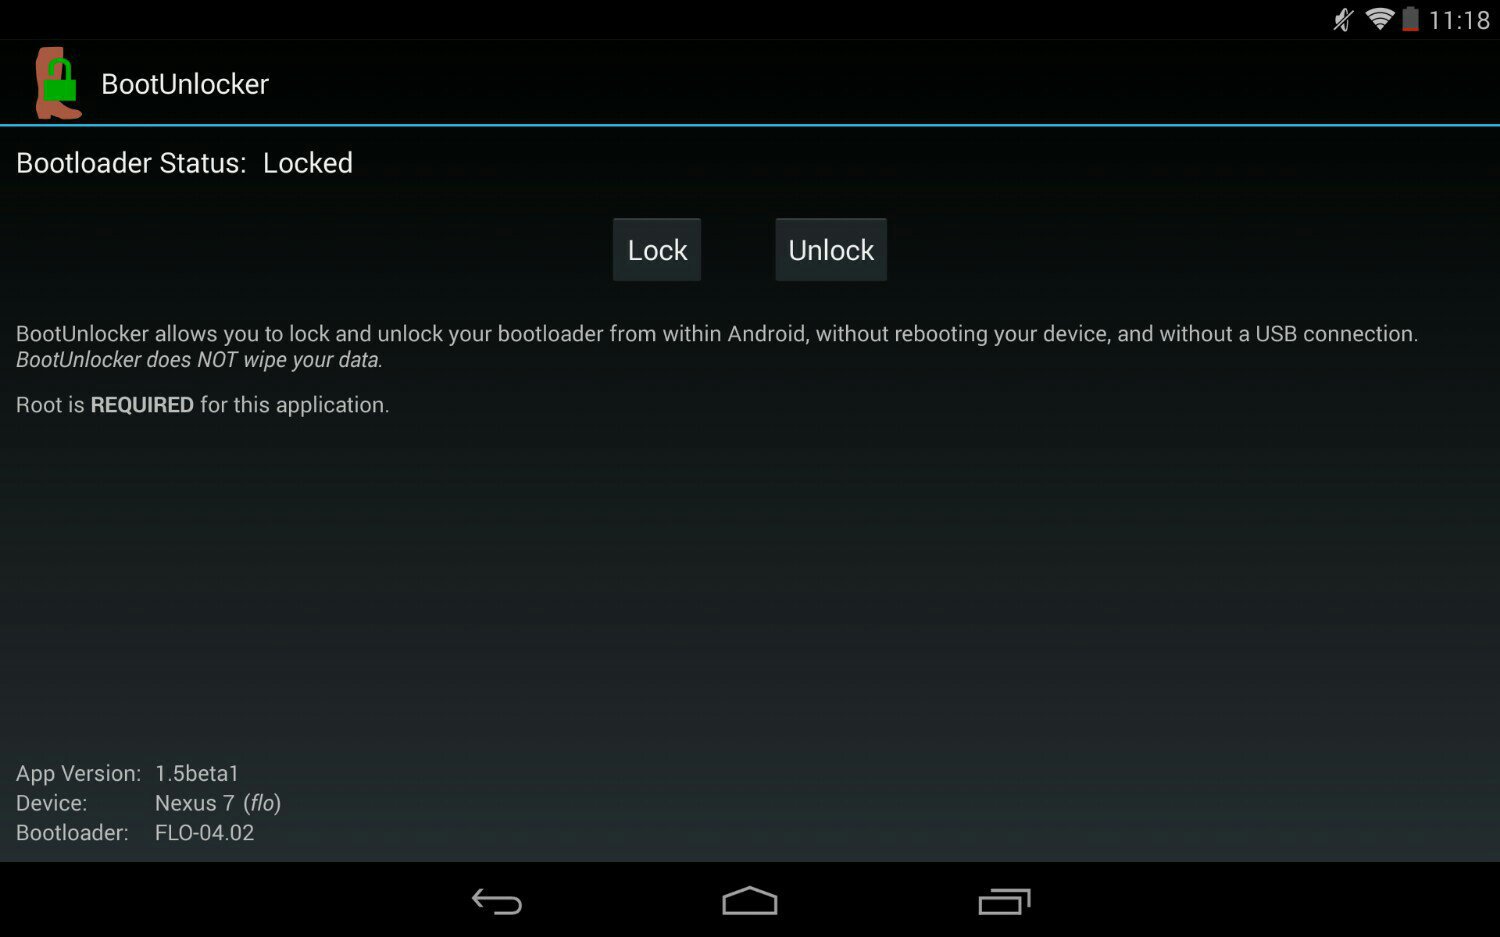 11:18
BootUnlocker
Bootloader Status: Locked
Lock Unlock
BootUnlocker allows you to lock and unlock your bootloader from within Android, without rebooting your device, and without a USB connection.
BootUnlocker does NOT wipe your data.
Root is REQUIRED for this application.
App Version: 1.5beta1
Device: Nexus 7 (flo)
Bootloader: FLO-04.02